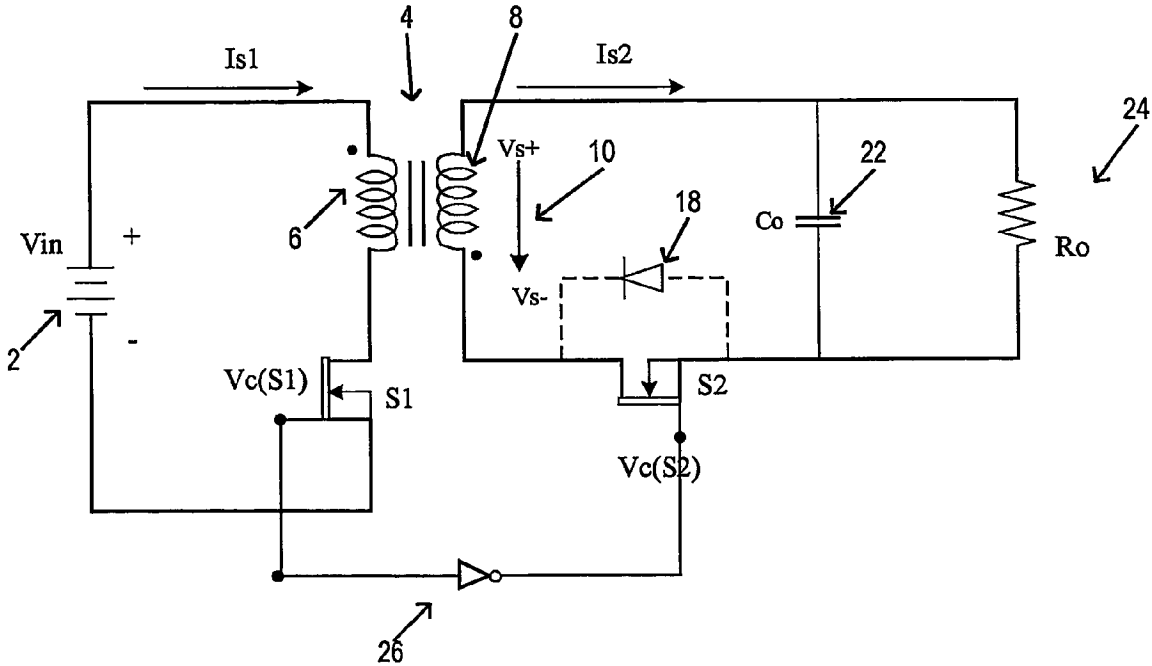 4
8
Is1
Is2
24
Vs+
10
22
18
6
Co
Vin
+
Ro
Vs-
2
-
Vc(S1)
S1
S2
Vc(S2)
26